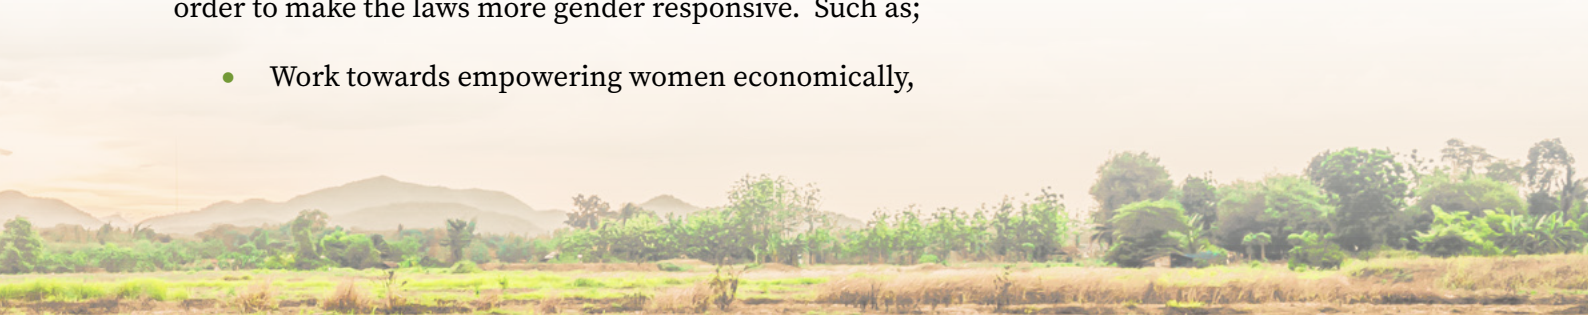 order to make the laws more gender responsive.  Such as;
• Work towards empowering women economically,